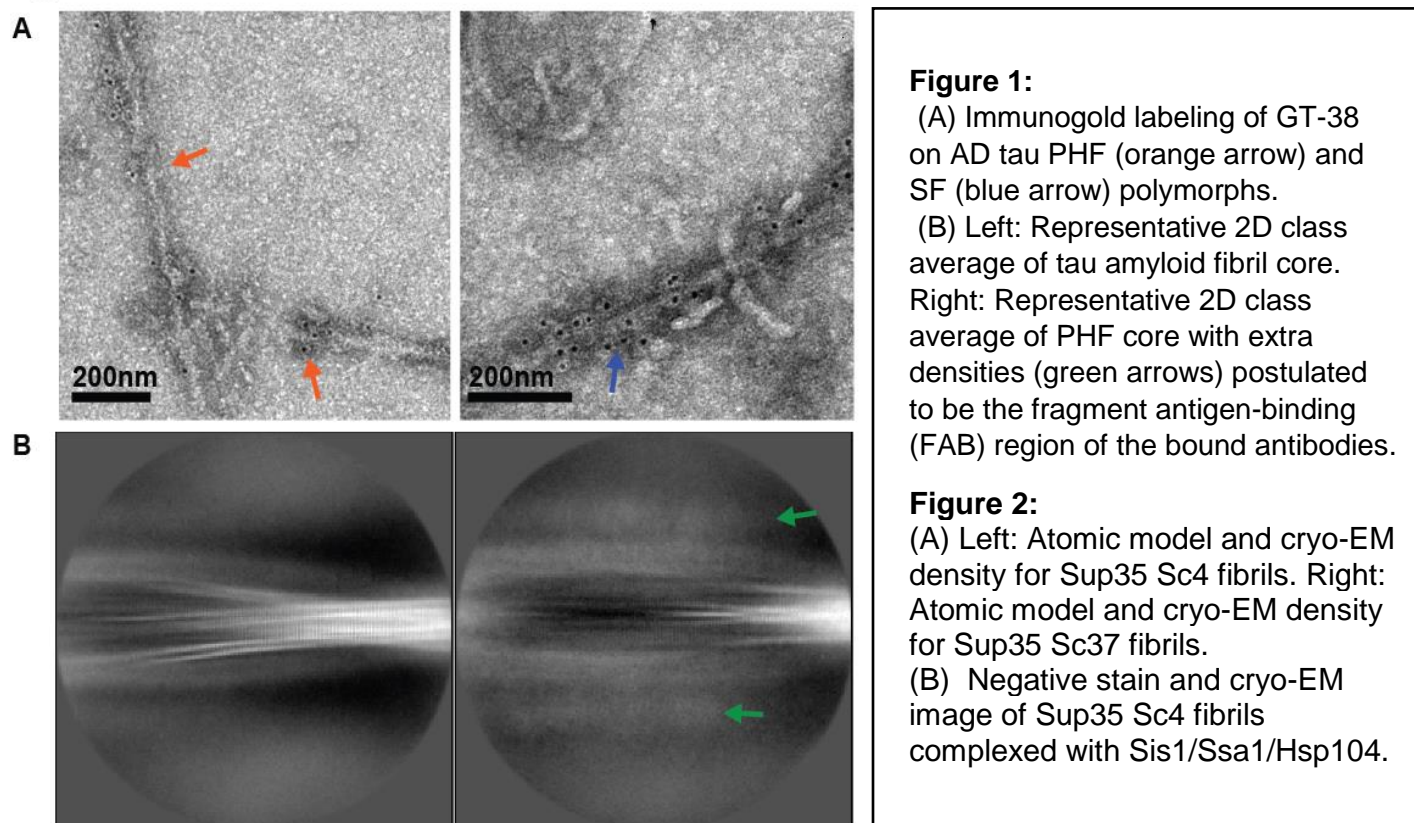 A
200nm
200nm
B
Figure 1:
(A) Immunogold labeling of GT-38
on AD tau PHF (orange arrow) and
SF (blue arrow) polymorphs.
(B) Left: Representative 2D class
average of tau amyloid fibril core.
Right: Representative 2D class
average of PHF core with extra
densities (green arrows) postulated
to be the fragment antigen-binding
(FAB) region of the bound antibodies.
Figure 2:
(A) Left: Atomic model and cryo-EM
density for Sup35 Sc4 fibrils. Right:
Atomic model and cryo-EM density
for Sup35 Sc37 fibrils.
(B) Negative stain and cryo-EM
image of Sup35 Sc4 fibrils
complexed with Sis1/Ssa1/Hsp104.